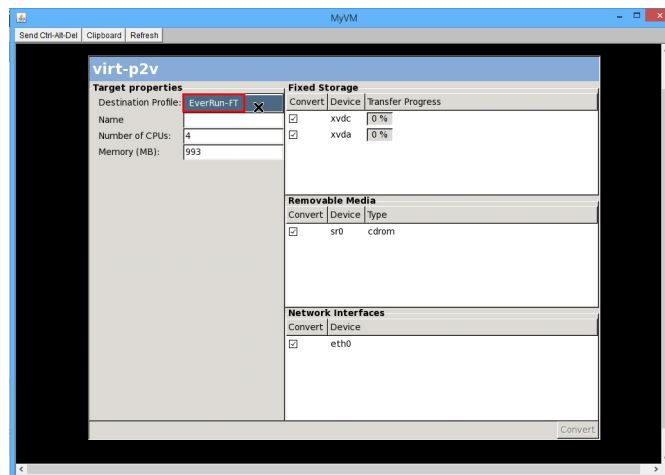 MyVM
Send Ctrl-Alt-Del Clipboard Refresh
virt-p2v
Target properties
Destination Profile: EverRun-FT
Name
Number of CPUs: 4
Memory (MB): 993
Fixed Storage
Convert Device Transfer Progress
xvdc 0 %
xvda 0 %
Removable Media
Convert Device Type
sr0 cdrom
Network Interfaces
Convert Device
eth0
Convert